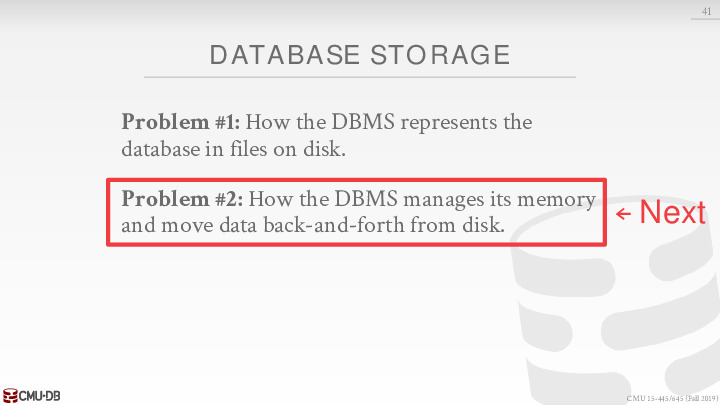 41
DATABASE STORAGE
Problem #1: How the DBMS represents the
database in files on disk.
Problem #2: How the DBMS manages its memory
and move data back-and-forth from disk.
← Next
CMU·DB
CMU 15-445/645 (Fall 2019)